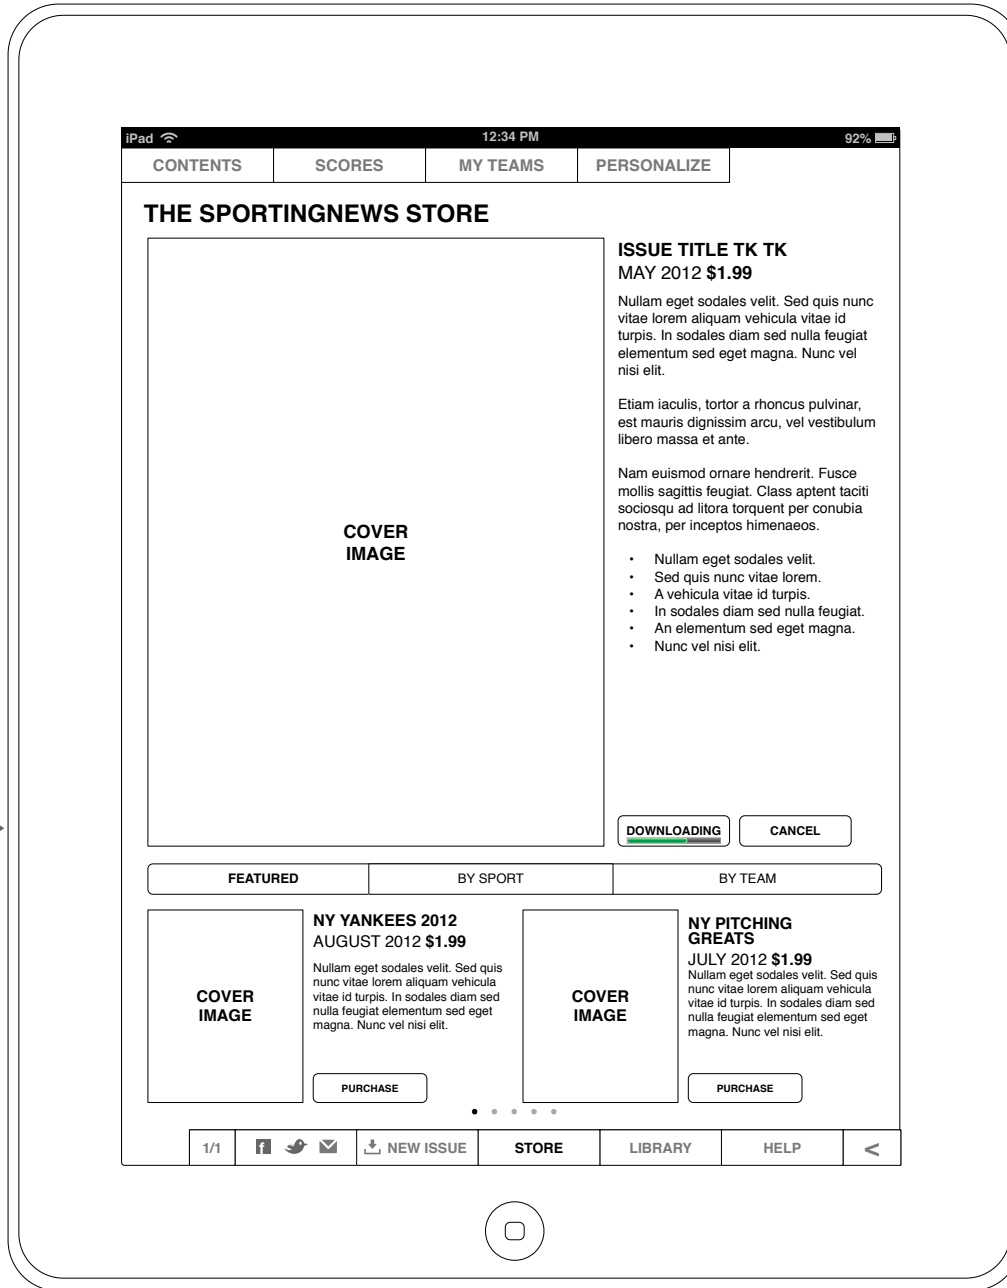 iPad 12:34 PM 92%
CONTENTS SCORES MY TEAMS PERSONALIZE
THE SPORTINGNEWS STORE
COVER
IMAGE
ISSUE TITLE TK TK
MAY 2012 $1.99
Nullam eget sodales velit. Sed quis nunc
vitae lorem aliquam vehicula vitae id
turpis. In sodales diam sed nulla feugiat
elementum sed eget magna. Nunc vel
nisi elit.
Etiam iaculis, tortor a rhoncus pulvinar,
est mauris dignissim arcu, vel vestibulum
libero massa et ante.
Nam euismod ornare hendrerit. Fusce
mollis sagittis feugiat. Class aptent taciti
sociosqu ad litora torquent per conubia
nostra, per inceptos himenaeos.
• Nullam eget sodales velit.
• Sed quis nunc vitae lorem.
• A vehicula vitae id turpis.
• In sodales diam sed nulla feugiat.
• An elementum sed eget magna.
• Nunc vel nisi elit.
DOWNLOADING CANCEL
FEATURED BY SPORT BY TEAM
COVER
IMAGE
NY YANKEES 2012
AUGUST 2012 $1.99
Nullam eget sodales velit. Sed quis
nunc vitae lorem aliquam vehicula
vitae id turpis. In sodales diam sed
nulla feugiat elementum sed eget
magna. Nunc vel nisi elit.
PURCHASE
COVER
IMAGE
NY PITCHING
GREATS
JULY 2012 $1.99
Nullam eget sodales velit. Sed quis
nunc vitae lorem aliquam vehicula
vitae id turpis. In sodales diam sed
nulla feugiat elementum sed eget
magna. Nunc vel nisi elit.
PURCHASE
1/1 f NEW ISSUE STORE LIBRARY HELP <